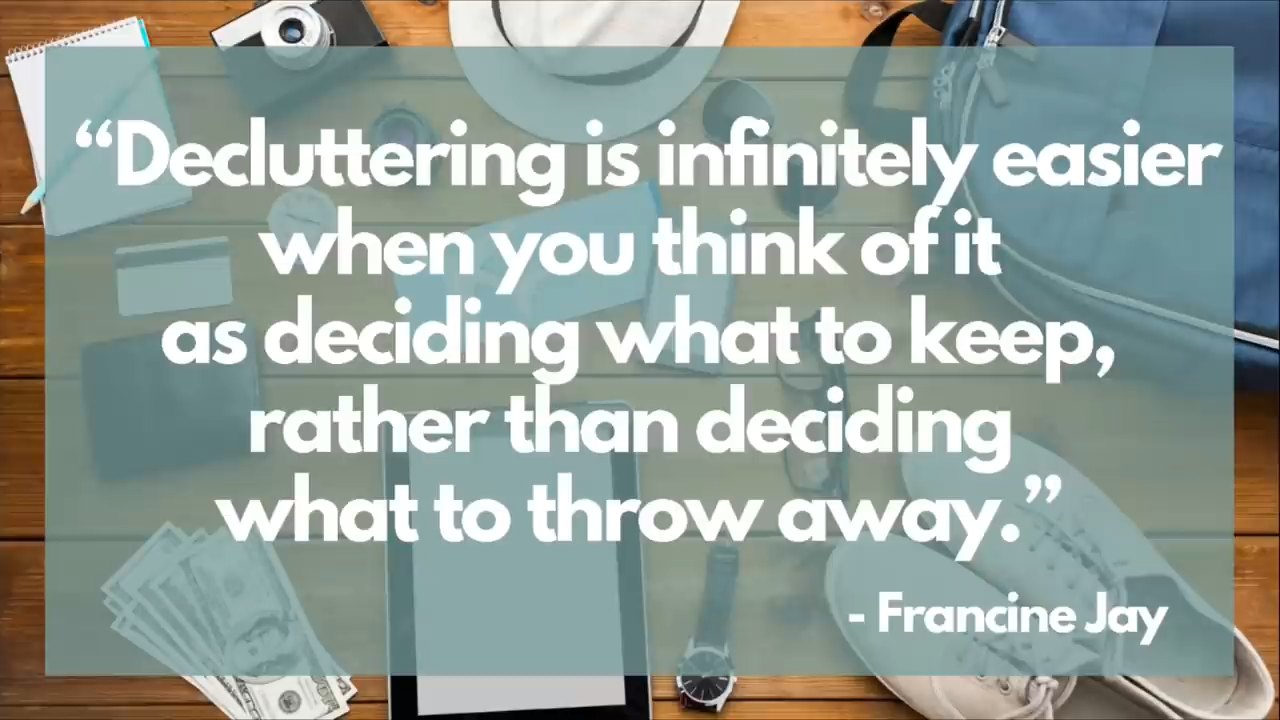 “Decluttering is infinitely easier
when you think of it
as deciding what to keep,
rather than deciding
what to throw away.”
- Francine Jay